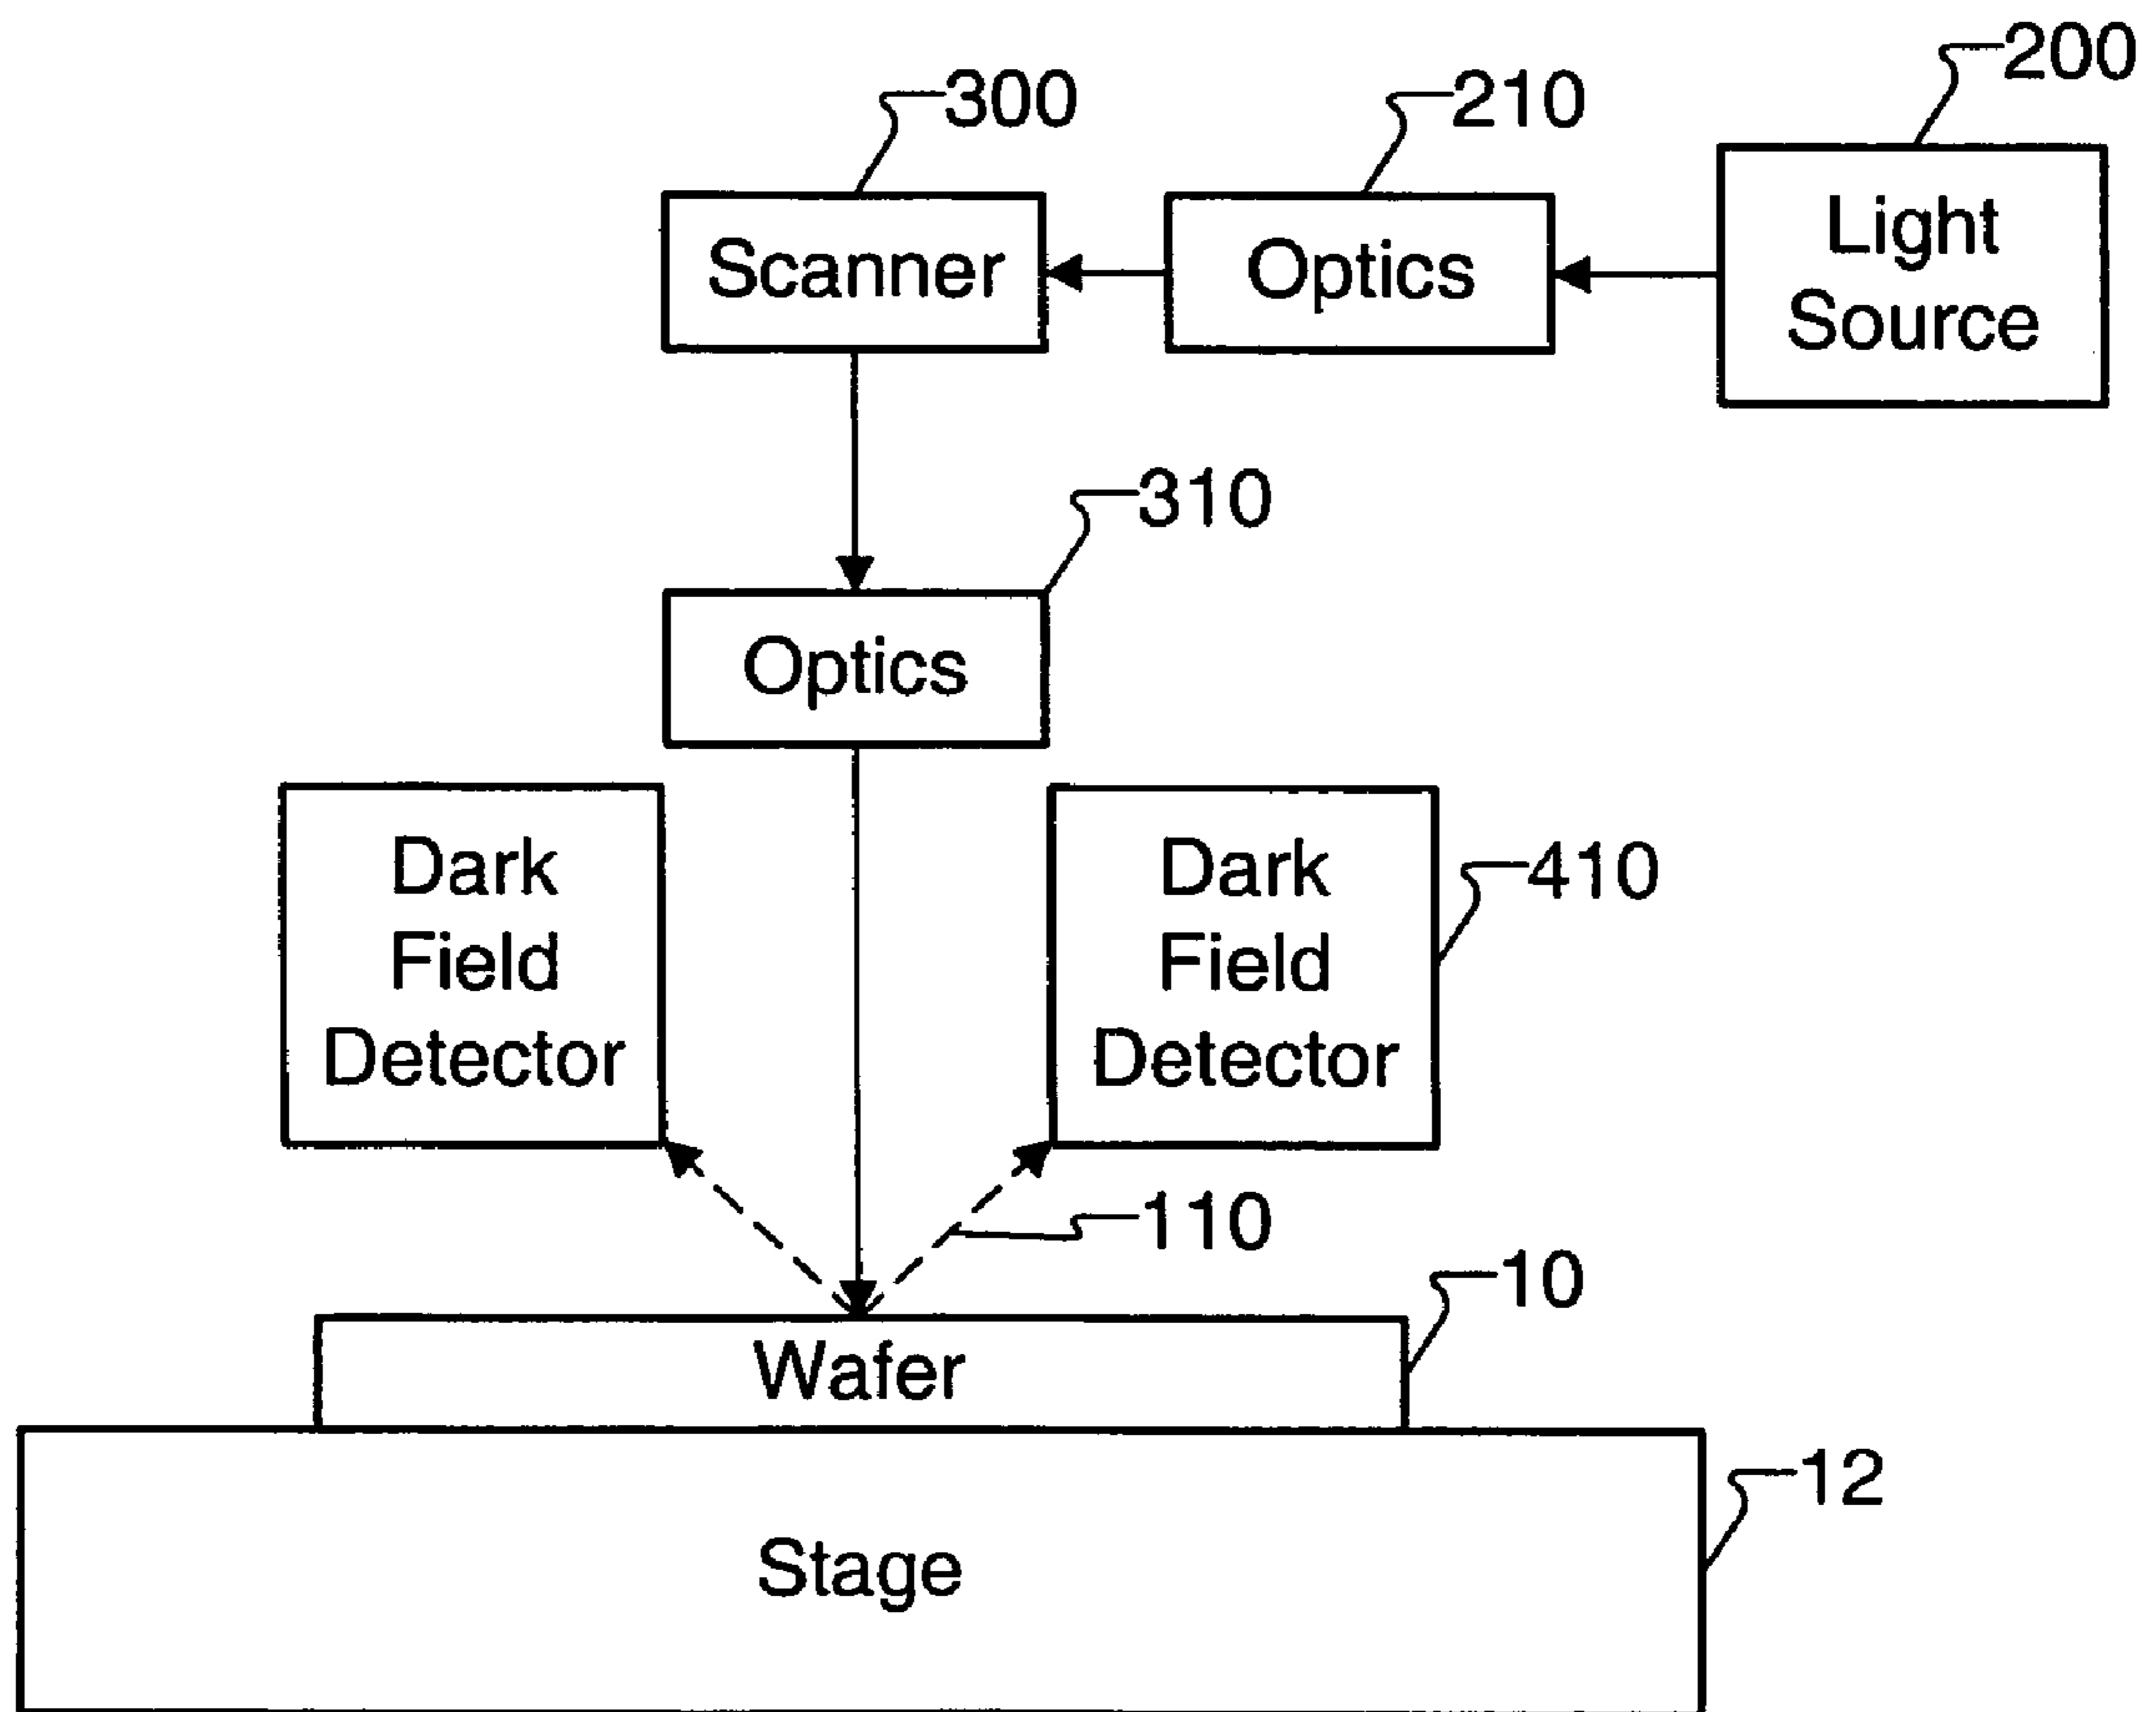 200
300
210
Light
Source
Scanner
Optics
310
Optics
Dark
Field
Detector
Dark
Field
Detector
410
110
10
Wafer
12
Stage